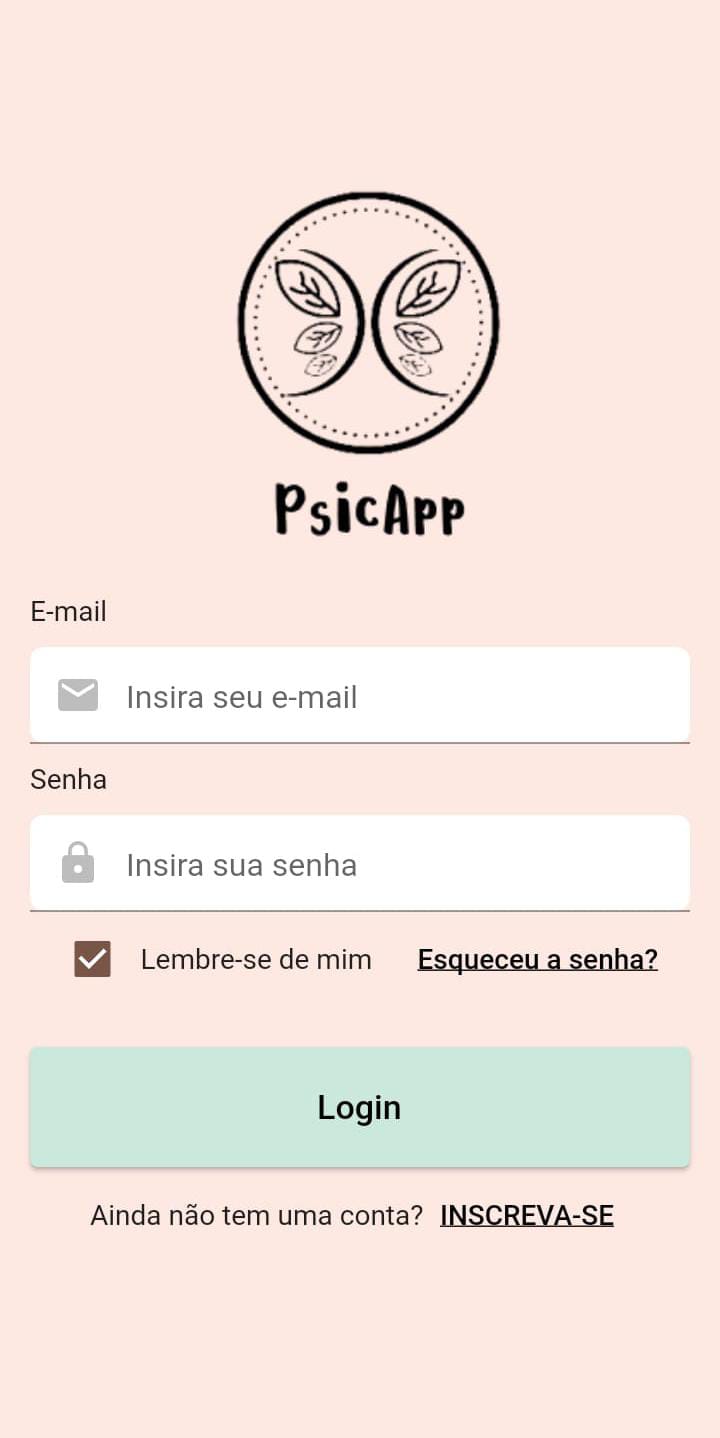 PsicApp
E-mail
Insira seu e-mail
Senha
Insira sua senha
Lembre-se de mim Esqueceu a senha?
Login
Ainda não tem uma conta? INSCREVA-SE